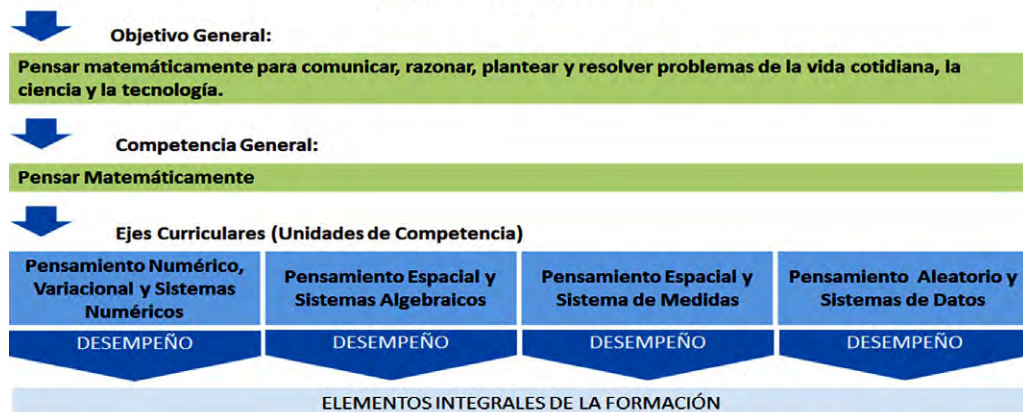 Objetivo General:
Pensar matemáticamente para comunicar, razonar, plantear y resolver problemas de la vida cotidiana, la
ciencia y la tecnología.
Competencia General:
Pensar Matemáticamente
Ejes Curriculares (Unidades de Competencia)
Pensamiento Numérico,
Variacional y Sistemas
Numéricos
Pensamiento Espacial y
Sistemas Algebraicos
Pensamiento Espacial y
Sistema de Medidas
Pensamiento Aleatorio y
Sistemas de Datos
DESEMPEÑO
DESEMPEÑO
DESEMPEÑO
DESEMPEÑO
ELEMENTOS INTEGRALES DE LA FORMACIÓN